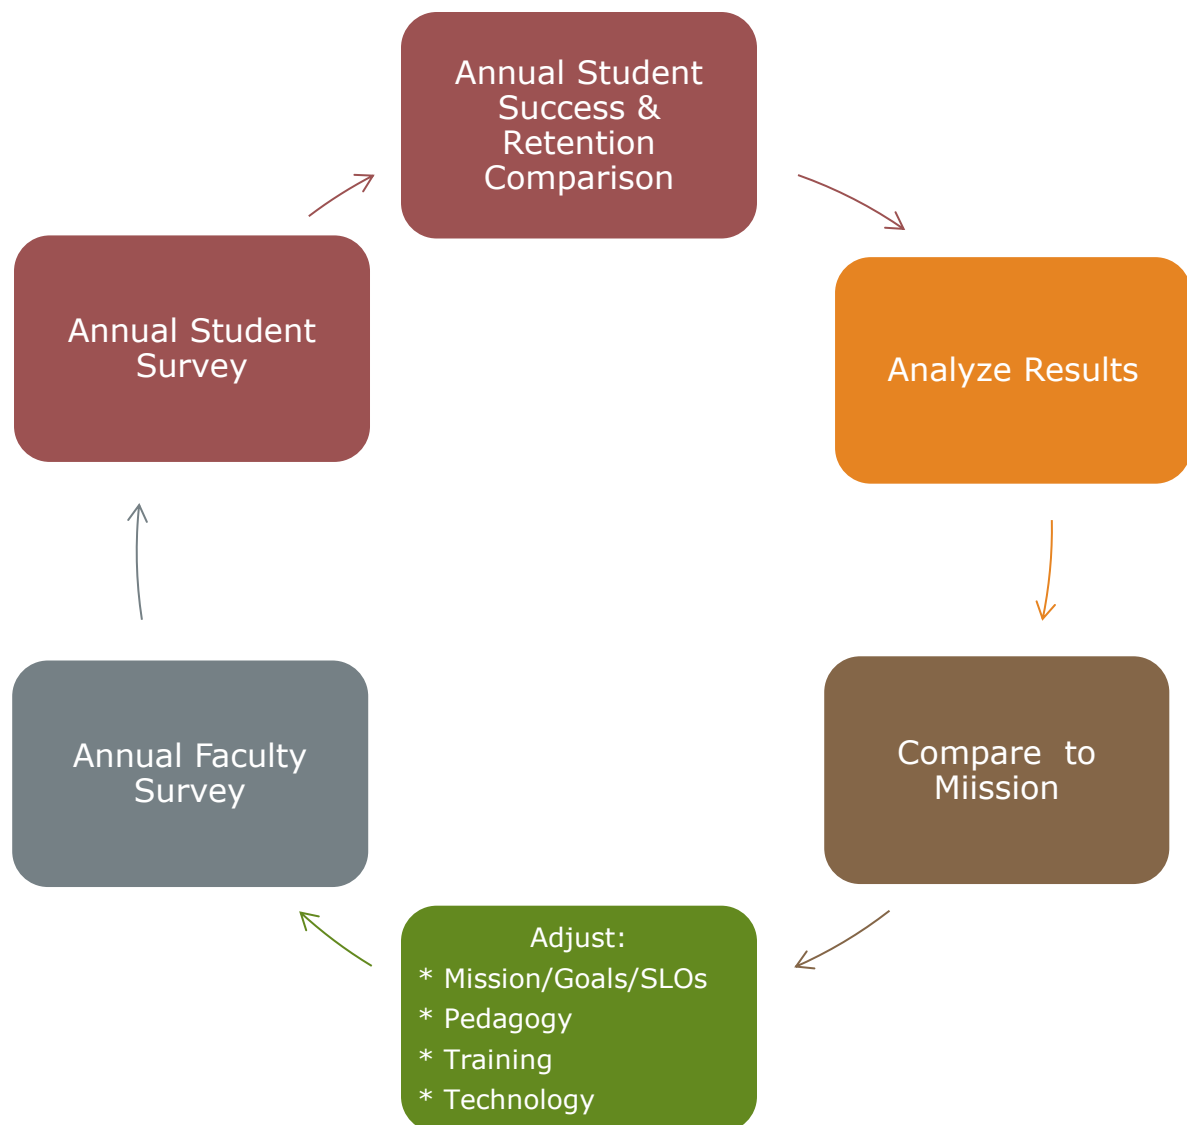 Annual Student
Success &
Retention
Comparison
Annual Student
Survey
Analyze Results
Annual Faculty
Survey
Compare  to
Miission
Adjust:
* Mission/Goals/SLOs
* Pedagogy
* Training
* Technology